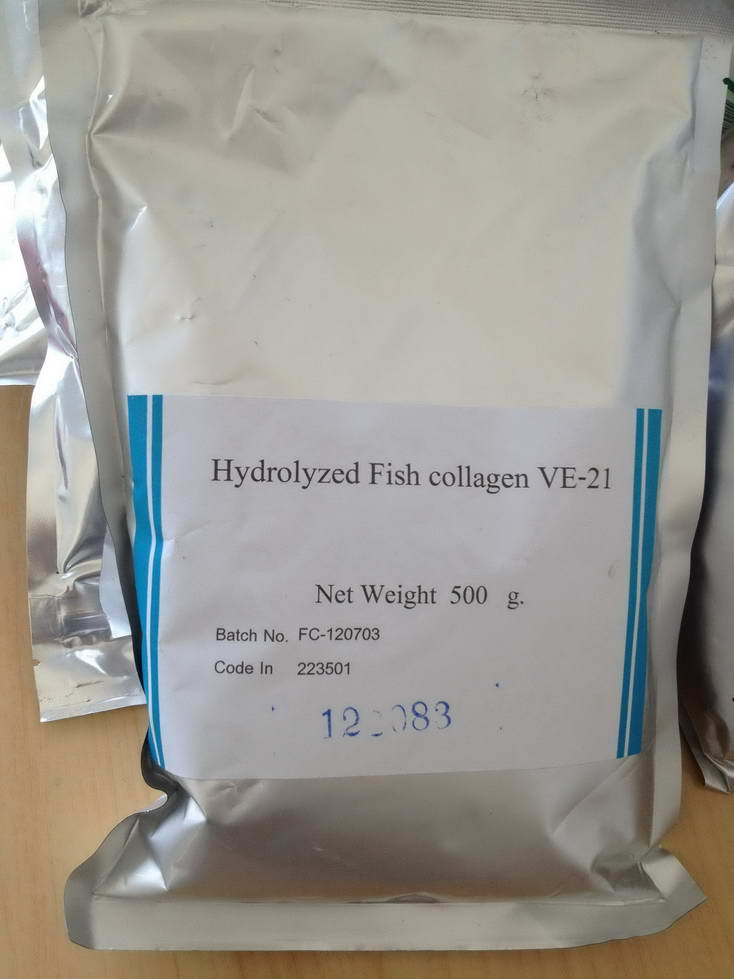 Hydrolyzed Fish collagen VE-21
Net Weight 500 g.
Batch No. FC-120703
Code In 223501